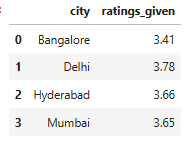 city ratings_given
0 Bangalore 3.41
1 Delhi 3.78
2 Hyderabad 3.66
3 Mumbai 3.65